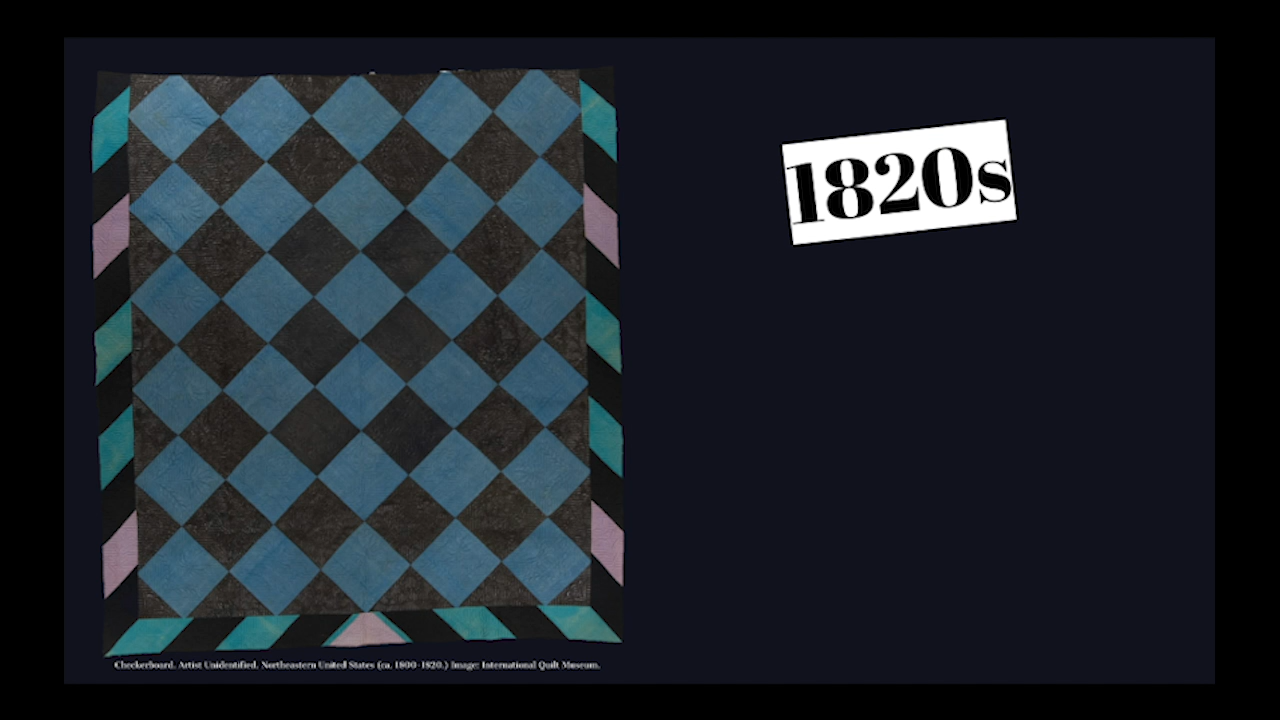 1820s
Checkerboard. Artist Unidentified. Northeastern United States (ca. 1800-1820.) Image: International Quilt Museum.